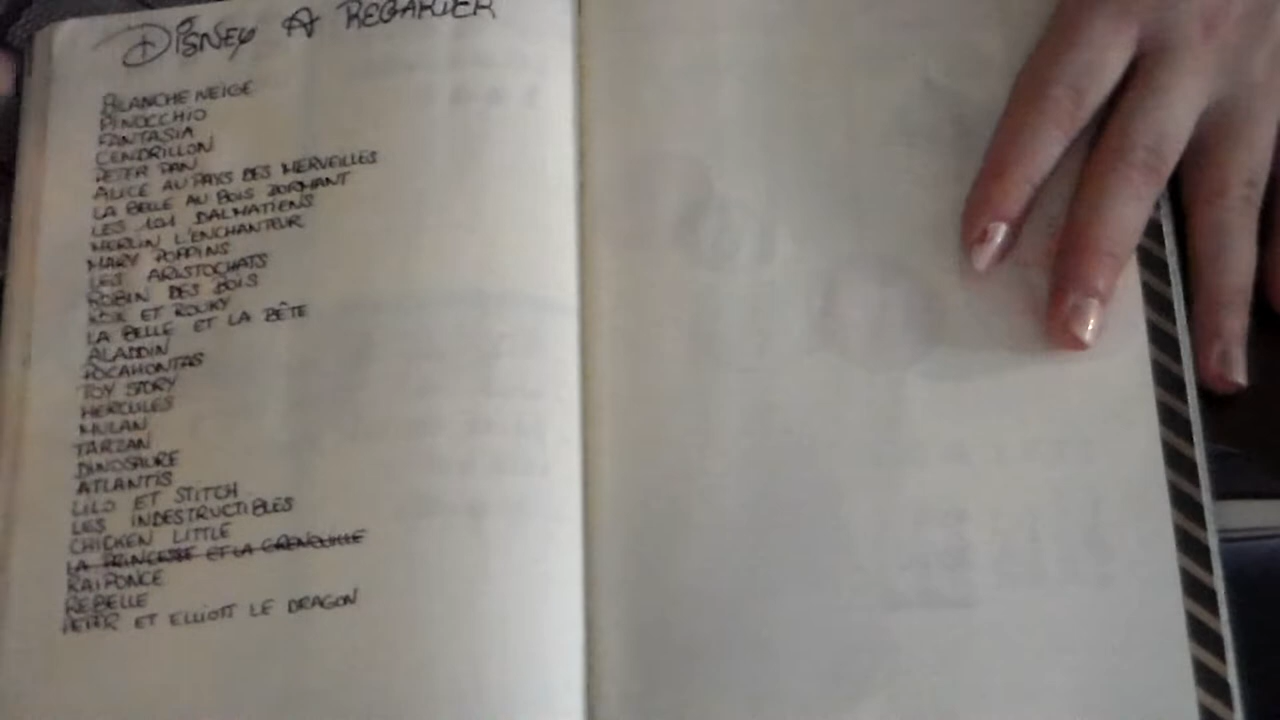 DISNEY A REGARDER
BLANCHE NEIGE
PINOCCHIO
FANTASIA
CENDRILLON
PETER PAN
ALICE AU PAYS DES MERVEILLES
LA BELLE AU BOIS DORMANT
LES 101 DALMATIENS
MERLIN L'ENCHANTEUR
MARY POPPINS
LES ARISTOCHATS
ROBIN DES BOIS
ROX ET ROUKY
LA BELLE ET LA BÊTE
ALADDIN
POCAHONTAS
TOY STORY
HERCULES
MULAN
TARZAN
DINOSAURE
ATLANTIS
LILO ET STITCH
LES INDESTRUCTIBLES
CHICKEN LITTLE
LA PRINCESSE ET LA GRENOUILLE
RAIPONCE
REBELLE
PETER ET ELLIOTT LE DRAGON